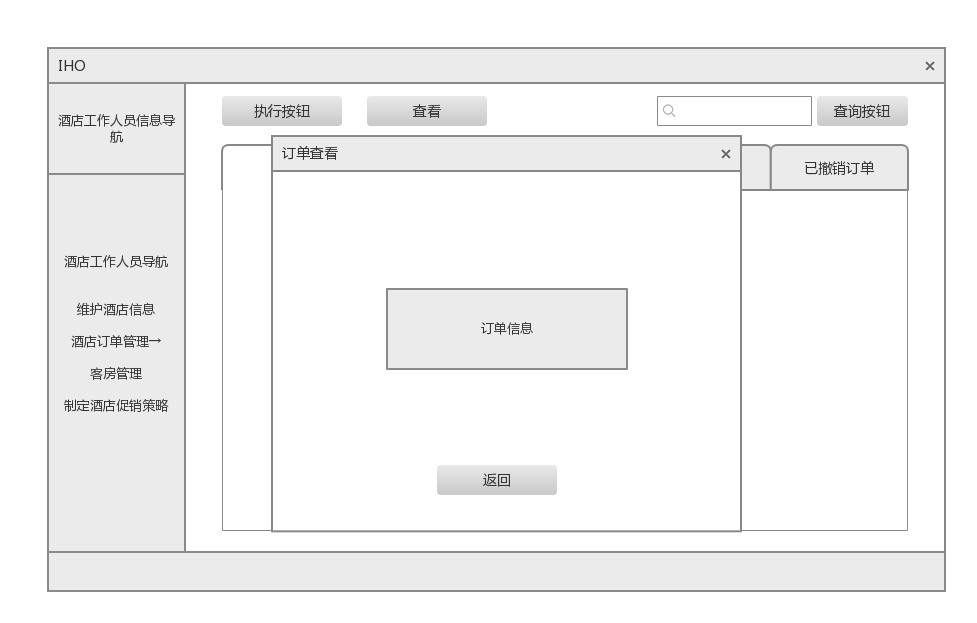 IHO
酒店工作人员信息导
航
执行按钮
查看
查询按钮
订单查看
已撤销订单
酒店工作人员导航
维护酒店信息
酒店订单管理→
客房管理
制定酒店促销策略
订单信息
返回